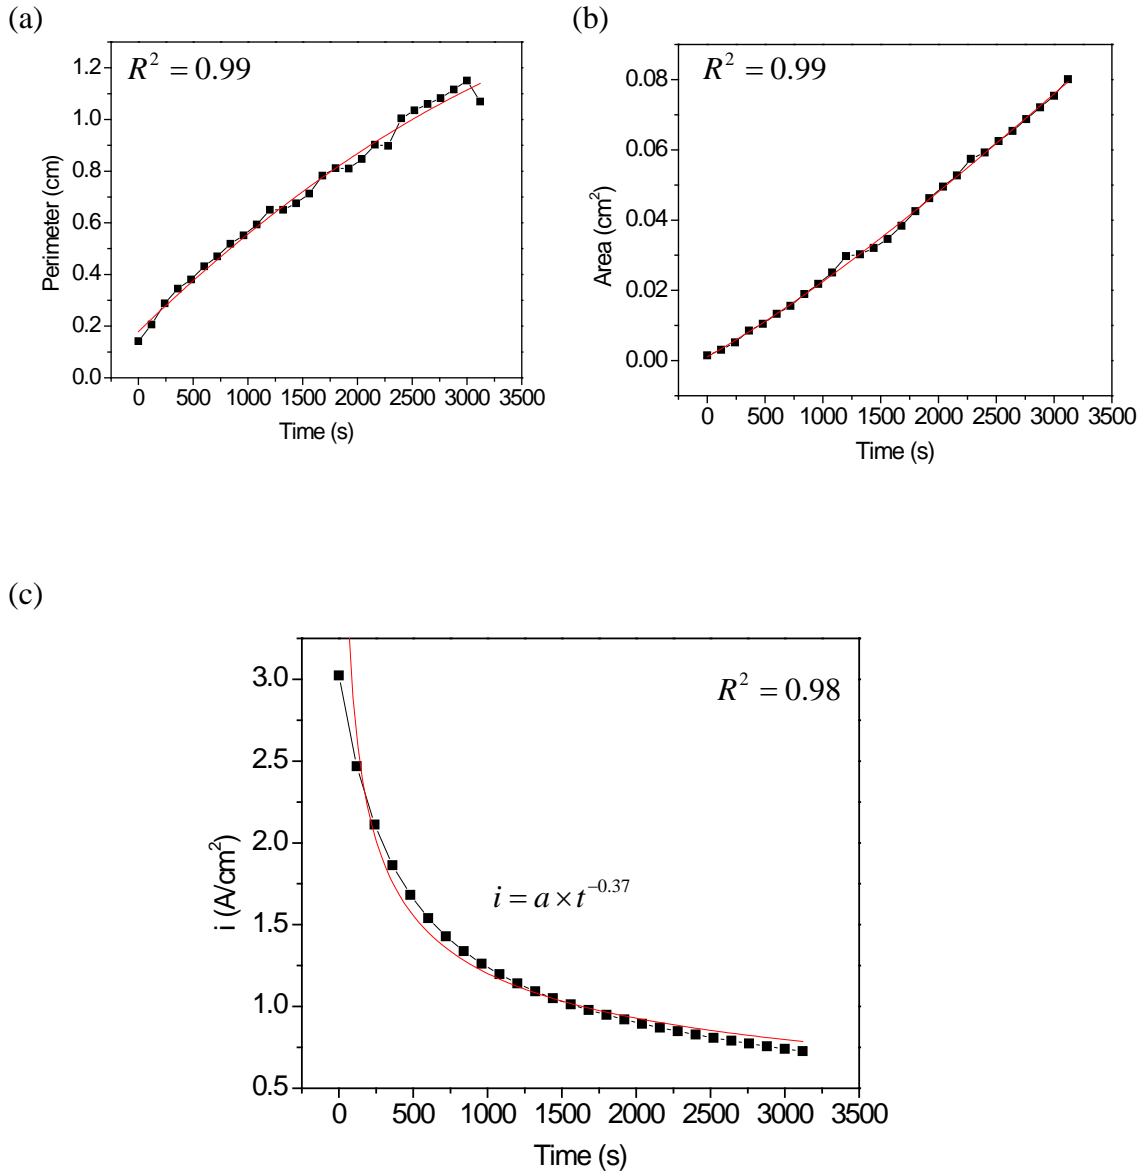 (a)
R² = 0.99
1.2
1.0
0.8
0.6
0.4
0.2
0.0
Perimeter (cm)
0 500 1000 1500 2000 2500 3000 3500
Time (s)
(b)
R² = 0.99
0.08
0.06
0.04
0.02
0.00
Area (cm²)
0 500 1000 1500 2000 2500 3000 3500
Time (s)
(c)
R² = 0.98
3.0
2.5
2.0
1.5
1.0
0.5
i (A/cm²)
i = a × t⁻⁰·³⁷
0 500 1000 1500 2000 2500 3000 3500
Time (s)